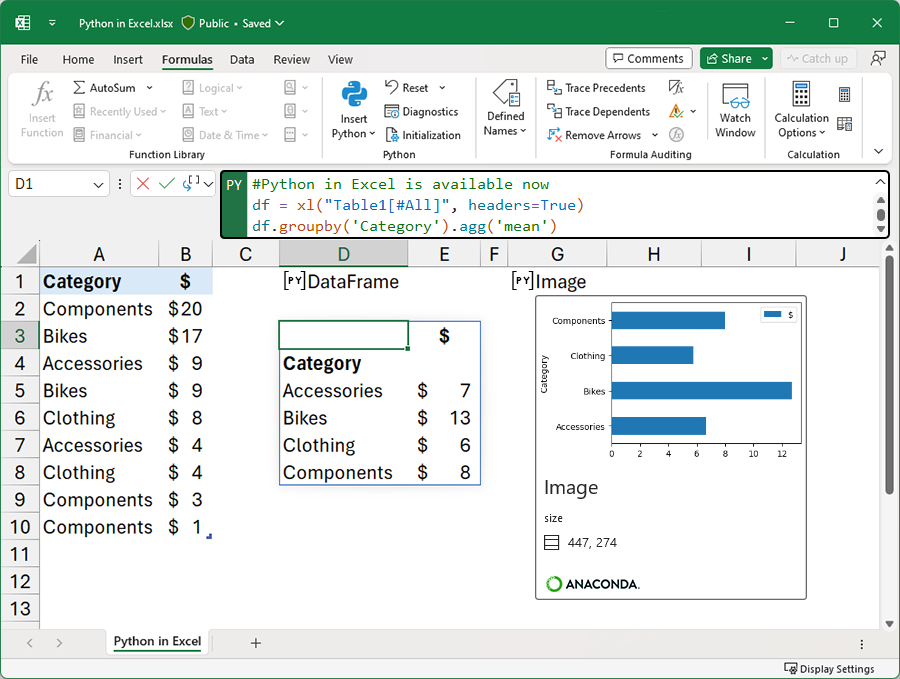 Python in Excel.xlsx Public • Saved
File Home Insert Formulas Data Review View Comments Share Catch up
Insert Function
AutoSum
Recently Used
Financial
Logical
Text
Date & Time
Function Library
Insert Python
Reset
Diagnostics
Initialization
Python
Defined Names
Trace Precedents
Trace Dependents
Remove Arrows
Watch Window
Formula Auditing
Calculation Options
Calculation
D1
PY #Python in Excel is available now
df = xl("Table1[#All]", headers=True)
df.groupby('Category').agg('mean')
A B C D E F G H I J
1 Category $ [PY]DataFrame [PY]Image
2 Components $20
3 Bikes $17 $
4 Accessories $ 9 Category
5 Bikes $ 9 Accessories $ 7
6 Clothing $ 8 Bikes $ 13
7 Accessories $ 4 Clothing $ 6
8 Clothing $ 4 Components $ 8
9 Components $ 3
10 Components $ 1
11
12
13
$
Category
Components
Clothing
Bikes
Accessories
0 2 4 6 8 10 12
Image
size
447, 274
ANACONDA.
Python in Excel
Display Settings